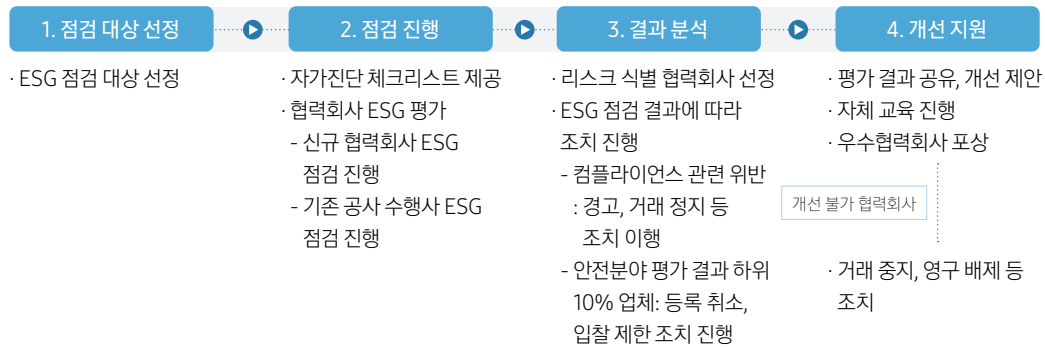 1. 점검 대상 선정
· ESG 점검 대상 선정
2. 점검 진행
· 자가진단 체크리스트 제공
· 협력회사 ESG 평가
- 신규 협력회사 ESG
점검 진행
- 기존 공사 수행사 ESG
점검 진행
3. 결과 분석
· 리스크 식별 협력회사 선정
· ESG 점검 결과에 따라
조치 진행
- 컴플라이언스 관련 위반
: 경고, 거래 정지 등
조치 이행
- 안전분야 평가 결과 하위
10% 업체: 등록 취소,
입찰 제한 조치 진행
4. 개선 지원
· 평가 결과 공유, 개선 제안
· 자체 교육 진행
· 우수협력회사 포상
개선 불가 협력회사
· 거래 중지, 영구 배제 등
조치